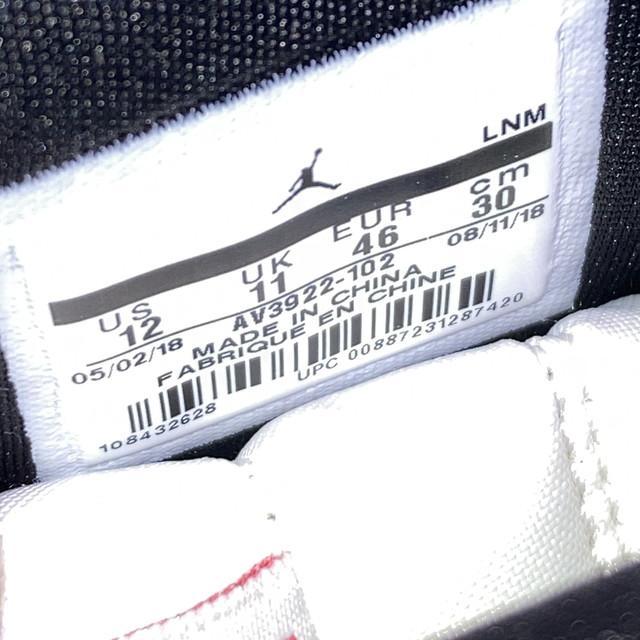 LNM
US UK EUR cm
12 11 46 30
05/02/18 AV3922-102 08/11/18
MADE IN CHINA
FABRIQUE EN CHINE
108432628 UPC 00887231287420